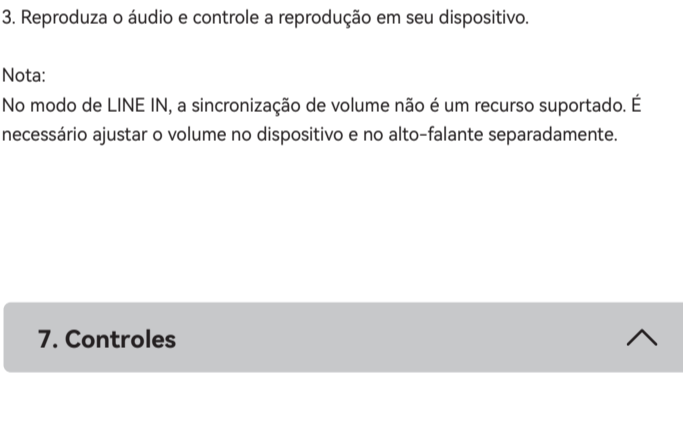 3. Reproduza o áudio e controle a reprodução em seu dispositivo.
Nota:
No modo de LINE IN, a sincronização de volume não é um recurso suportado. É
necessário ajustar o volume no dispositivo e no alto-falante separadamente.
7. Controles